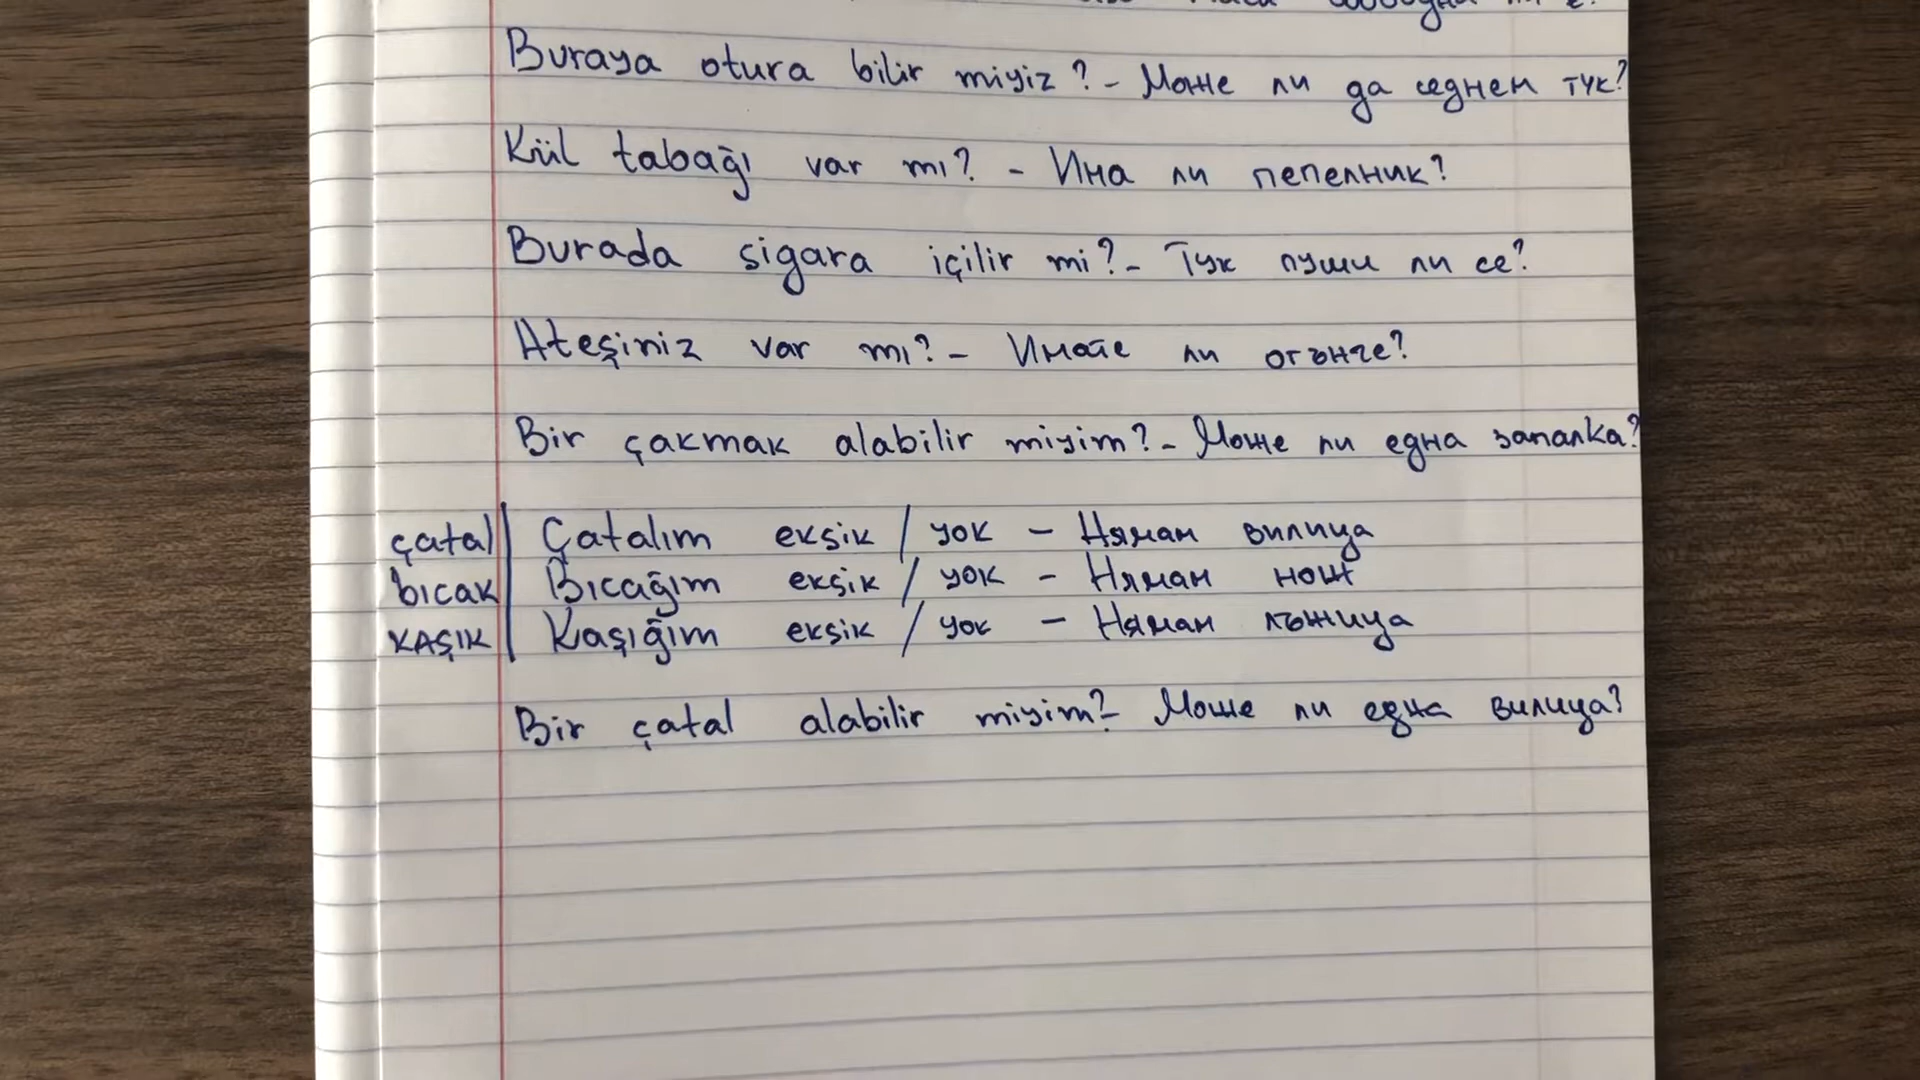 Buraya otura bilir miyiz? - Може ли да седнем тук?
Kül tabağı var mı? - Има ли пепелник?
Burada sigara içilir mi? - Тук пуши ли се?
Ateşiniz var mı? - Имате ли огънче?
Bir çakmak alabilir miyim? - Може ли една запалка?
çatal | Çatalım eksik / yok - Нямам вилица
bıcak | Bıcağım eksik / yok - Нямам нож
KAŞIK | Kaşığım eksik / yok - Нямам лъжица
Bir çatal alabilir miyim? - Може ли една вилица?